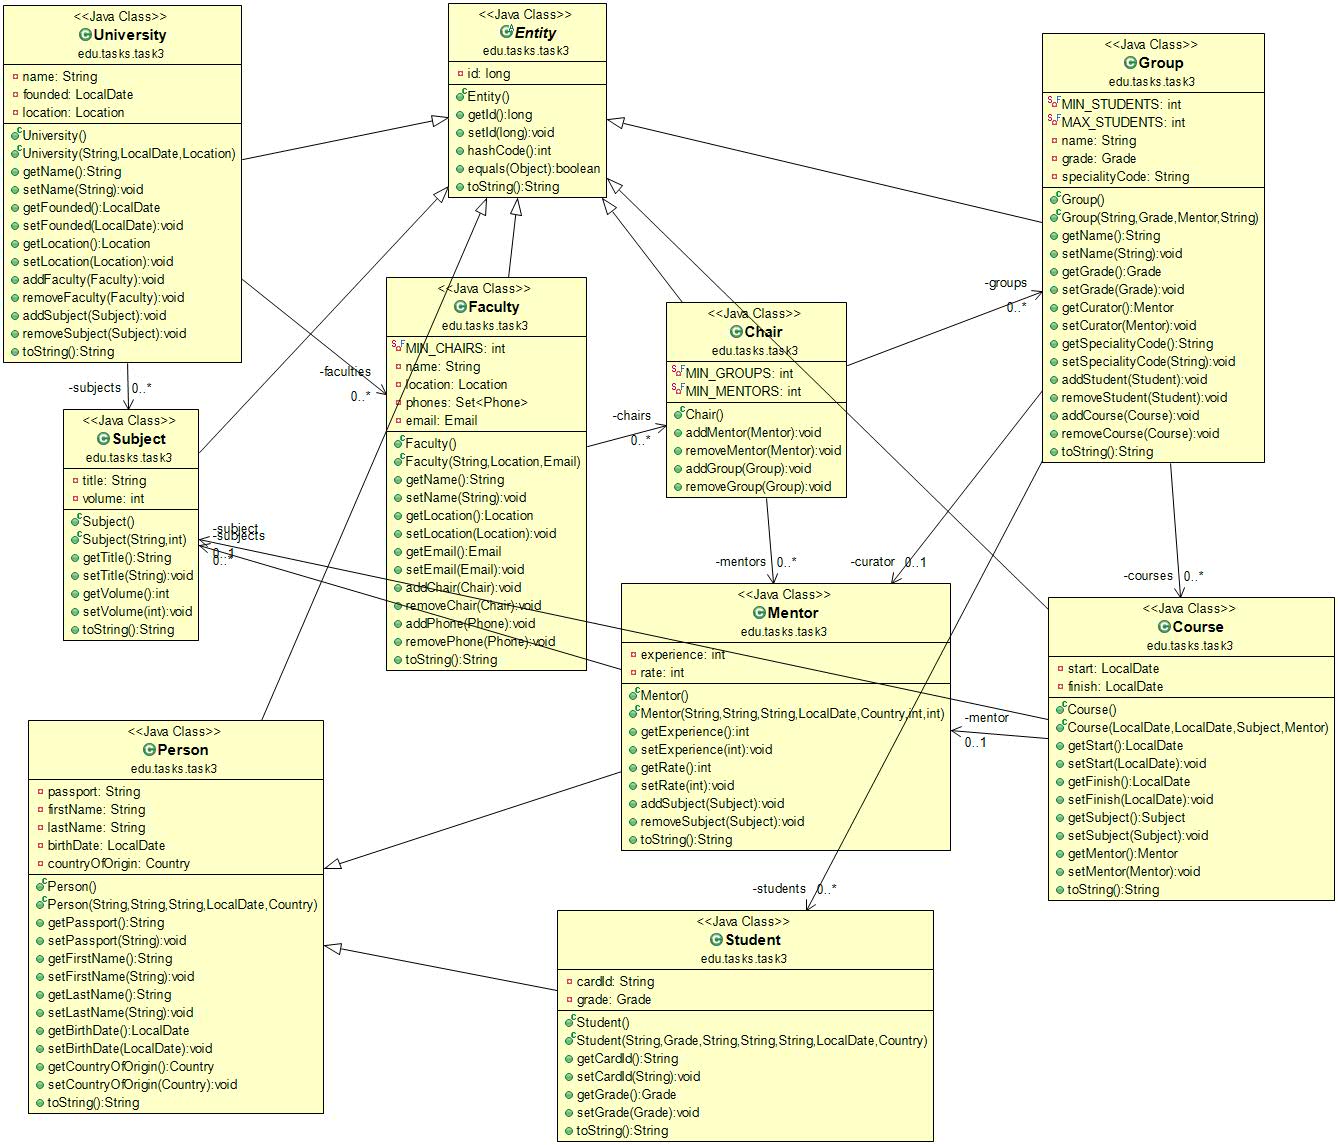 <<Java Class>>
University
edu.tasks.task3
name: String
founded: LocalDate
location: Location
University()
University(String,LocalDate,Location)
getName():String
setName(String):void
getFounded():LocalDate
setFounded(LocalDate):void
getLocation():Location
setLocation(Location):void
addFaculty(Faculty):void
removeFaculty(Faculty):void
addSubject(Subject):void
removeSubject(Subject):void
toString():String
<<Java Class>>
Entity
edu.tasks.task3
id: long
Entity()
getId():long
setId(long):void
hashCode():int
equals(Object):boolean
toString():String
<<Java Class>>
Group
edu.tasks.task3
MIN_STUDENTS: int
MAX_STUDENTS: int
name: String
grade: Grade
specialityCode: String
Group()
Group(String,Grade,Mentor,String)
getName():String
setName(String):void
getGrade():Grade
setGrade(Grade):void
getCurator():Mentor
setCurator(Mentor):void
getSpecialityCode():String
setSpecialityCode(String):void
addStudent(Student):void
removeStudent(Student):void
addCourse(Course):void
removeCourse(Course):void
toString():String
<<Java Class>>
Faculty
edu.tasks.task3
MIN_CHAIRS: int
name: String
location: Location
phones: Set<Phone>
email: Email
Faculty()
Faculty(String,Location,Email)
getName():String
setName(String):void
getLocation():Location
setLocation(Location):void
getEmail():Email
setEmail(Email):void
addChair(Chair):void
removeChair(Chair):void
addPhone(Phone):void
removePhone(Phone):void
toString():String
<<Java Class>>
Chair
edu.tasks.task3
MIN_GROUPS: int
MIN_MENTORS: int
Chair()
addMentor(Mentor):void
removeMentor(Mentor):void
addGroup(Group):void
removeGroup(Group):void
-groups
0..*
-faculties
0..*
-subjects 0..*
-chairs
0..*
<<Java Class>>
Subject
edu.tasks.task3
title: String
volume: int
Subject()
Subject(String,int)
getTitle():String
setTitle(String):void
getVolume():int
setVolume(int):void
toString():String
-subject
-subjects
0..1
0..*
-mentors 0..*
-curator 0..1
-courses 0..*
<<Java Class>>
Mentor
edu.tasks.task3
experience: int
rate: int
Mentor()
Mentor(String,String,String,LocalDate,Country,int,int)
getExperience():int
setExperience(int):void
getRate():int
setRate(int):void
addSubject(Subject):void
removeSubject(Subject):void
toString():String
-mentor
0..1
<<Java Class>>
Course
edu.tasks.task3
start: LocalDate
finish: LocalDate
Course()
Course(LocalDate,LocalDate,Subject,Mentor)
getStart():LocalDate
setStart(LocalDate):void
getFinish():LocalDate
setFinish(LocalDate):void
getSubject():Subject
setSubject(Subject):void
getMentor():Mentor
setMentor(Mentor):void
toString():String
<<Java Class>>
Person
edu.tasks.task3
passport: String
firstName: String
lastName: String
birthDate: LocalDate
countryOfOrigin: Country
Person()
Person(String,String,String,LocalDate,Country)
getPassport():String
setPassport(String):void
getFirstName():String
setFirstName(String):void
getLastName():String
setLastName(String):void
getBirthDate():LocalDate
setBirthDate(LocalDate):void
getCountryOfOrigin():Country
setCountryOfOrigin(Country):void
toString():String
-students 0..*
<<Java Class>>
Student
edu.tasks.task3
cardId: String
grade: Grade
Student()
Student(String,Grade,String,String,String,LocalDate,Country)
getCardId():String
setCardId(String):void
getGrade():Grade
setGrade(Grade):void
toString():String